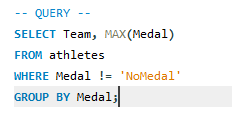 -- QUERY --
SELECT Team, MAX(Medal)
FROM athletes
WHERE Medal != 'NoMedal'
GROUP BY Medal;